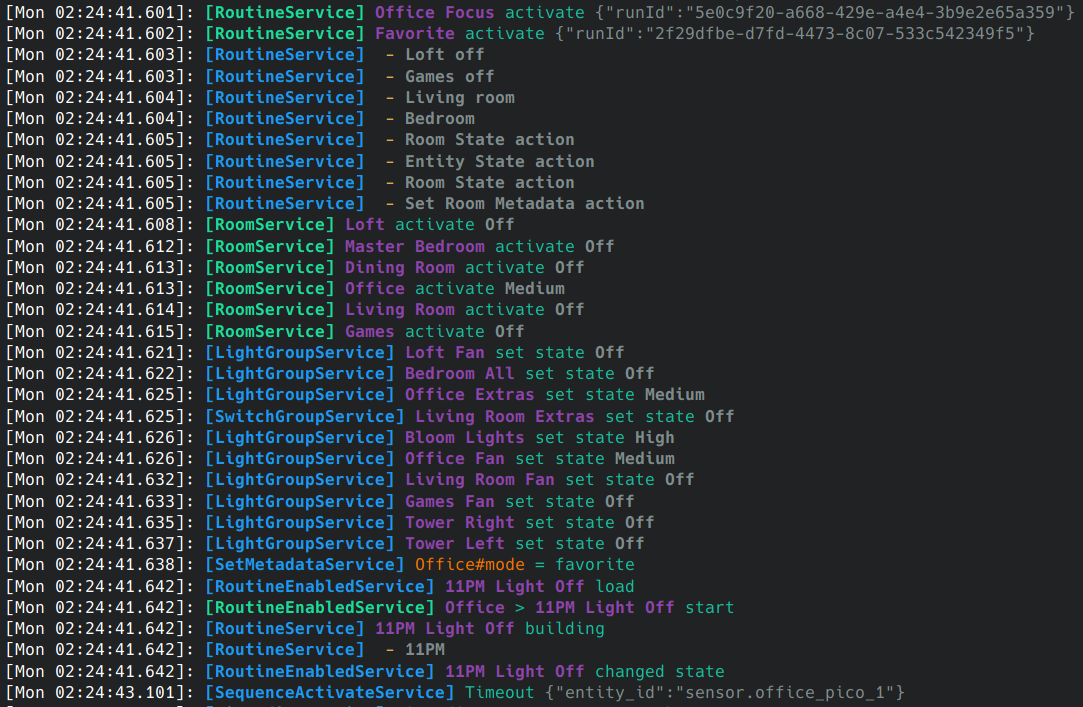 [Mon 02:24:41.601]: [RoutineService] Office Focus activate {"runId":"5e0c9f20-a668-429e-a4e4-3b9e2e65a359"}
[Mon 02:24:41.602]: [RoutineService] Favorite activate {"runId":"2f29dfbe-d7fd-4473-8c07-533c542349f5"}
[Mon 02:24:41.603]: [RoutineService]  - Loft off
[Mon 02:24:41.603]: [RoutineService]  - Games off
[Mon 02:24:41.604]: [RoutineService]  - Living room
[Mon 02:24:41.604]: [RoutineService]  - Bedroom
[Mon 02:24:41.605]: [RoutineService]  - Room State action
[Mon 02:24:41.605]: [RoutineService]  - Entity State action
[Mon 02:24:41.605]: [RoutineService]  - Room State action
[Mon 02:24:41.605]: [RoutineService]  - Set Room Metadata action
[Mon 02:24:41.608]: [RoomService] Loft activate Off
[Mon 02:24:41.612]: [RoomService] Master Bedroom activate Off
[Mon 02:24:41.613]: [RoomService] Dining Room activate Off
[Mon 02:24:41.613]: [RoomService] Office activate Medium
[Mon 02:24:41.614]: [RoomService] Living Room activate Off
[Mon 02:24:41.615]: [RoomService] Games activate Off
[Mon 02:24:41.621]: [LightGroupService] Loft Fan set state Off
[Mon 02:24:41.622]: [LightGroupService] Bedroom All set state Off
[Mon 02:24:41.625]: [LightGroupService] Office Extras set state Medium
[Mon 02:24:41.625]: [SwitchGroupService] Living Room Extras set state Off
[Mon 02:24:41.626]: [LightGroupService] Bloom Lights set state High
[Mon 02:24:41.626]: [LightGroupService] Office Fan set state Medium
[Mon 02:24:41.632]: [LightGroupService] Living Room Fan set state Off
[Mon 02:24:41.633]: [LightGroupService] Games Fan set state Off
[Mon 02:24:41.635]: [LightGroupService] Tower Right set state Off
[Mon 02:24:41.637]: [LightGroupService] Tower Left set state Off
[Mon 02:24:41.638]: [SetMetadataService] Office#mode = favorite
[Mon 02:24:41.642]: [RoutineEnabledService] 11PM Light Off load
[Mon 02:24:41.642]: [RoutineEnabledService] Office > 11PM Light Off start
[Mon 02:24:41.642]: [RoutineService] 11PM Light Off building
[Mon 02:24:41.642]: [RoutineService]  - 11PM
[Mon 02:24:41.642]: [RoutineEnabledService] 11PM Light Off changed state
[Mon 02:24:43.101]: [SequenceActivateService] Timeout {"entity_id":"sensor.office_pico_1"}